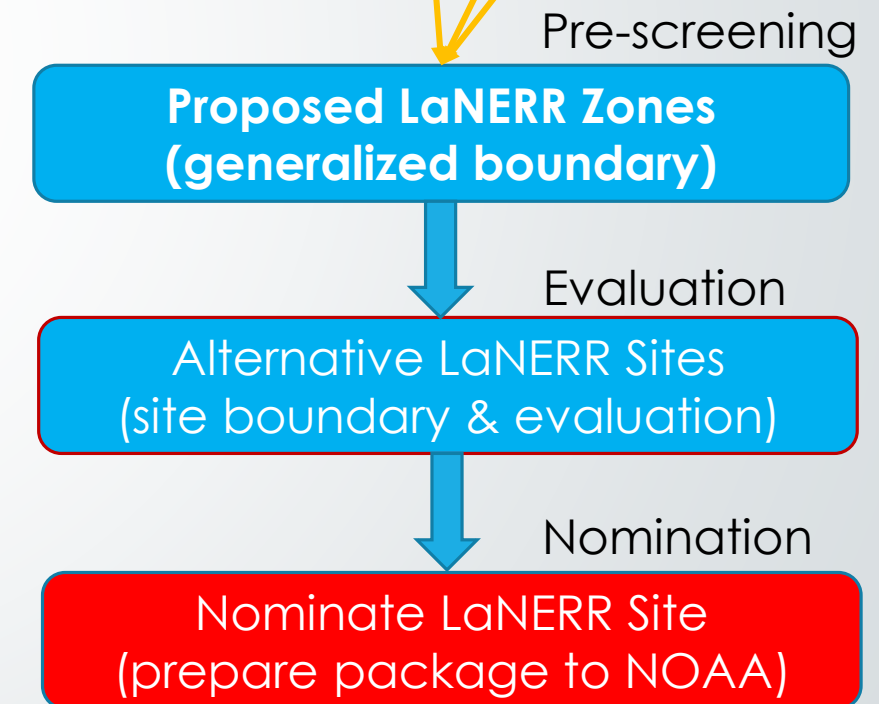 Pre-screening
Proposed LaNERR Zones
(generalized boundary)
Evaluation
Alternative LaNERR Sites
(site boundary & evaluation)
Nomination
Nominate LaNERR Site
(prepare package to NOAA)